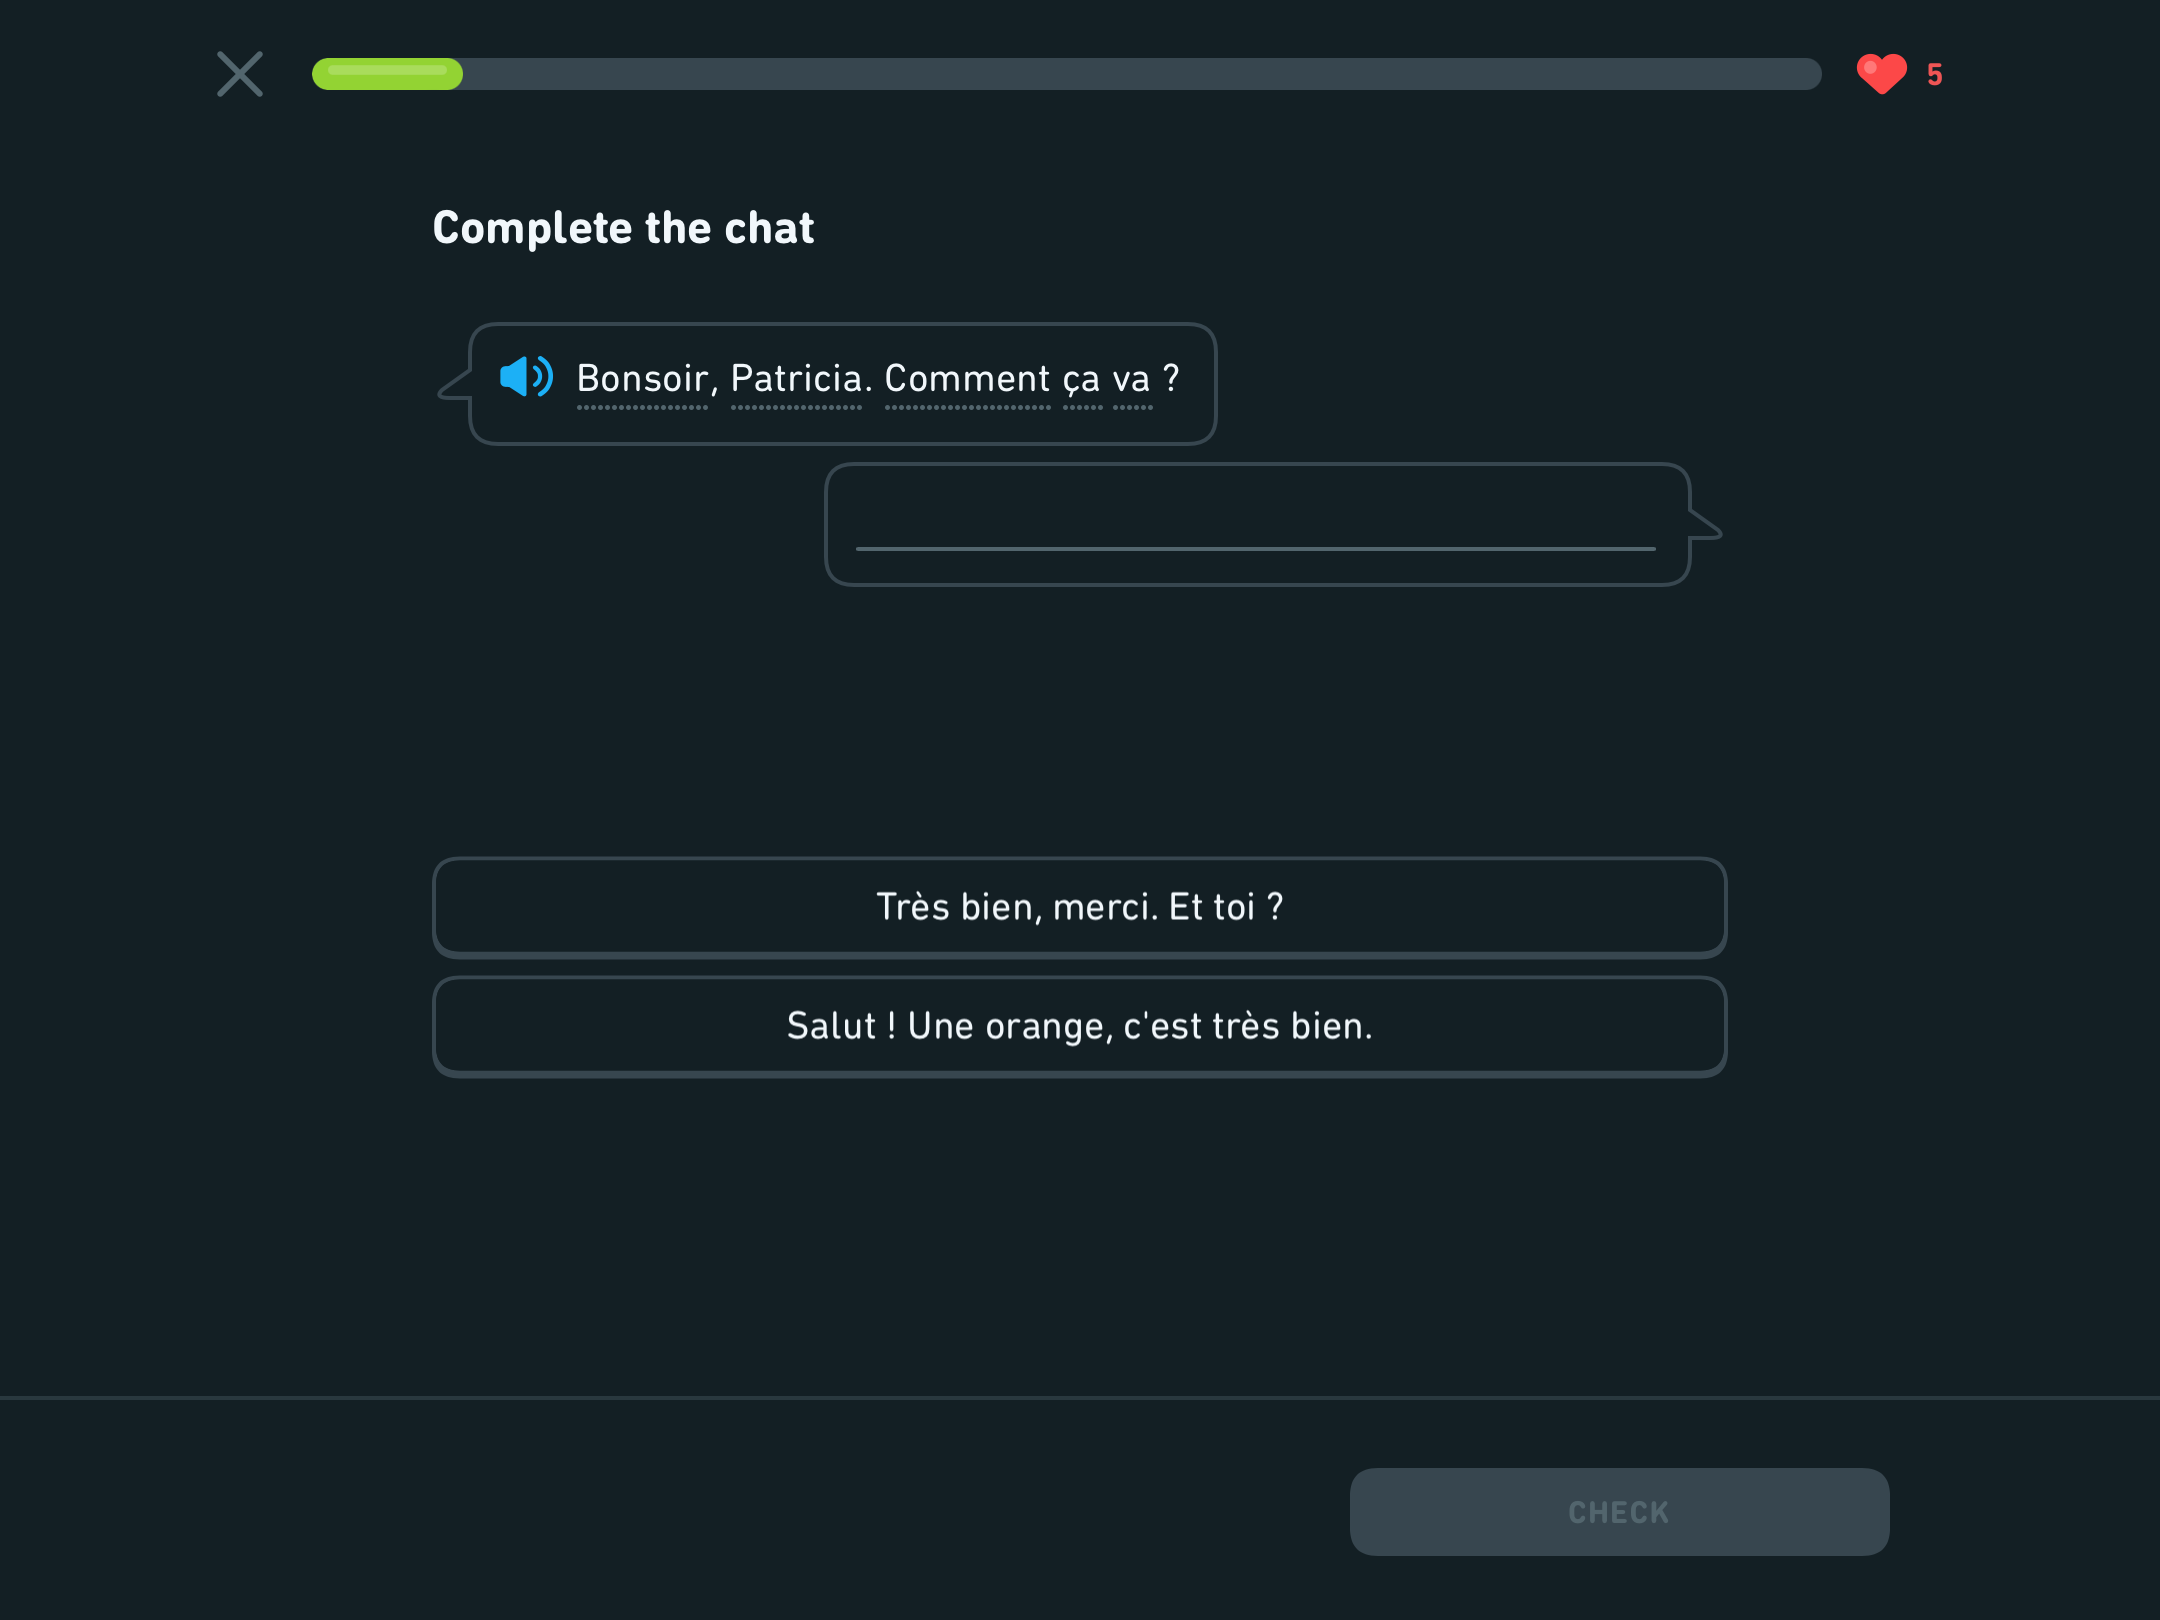 5
Complete the chat
Bonsoir, Patricia. Comment ça va ?
Très bien, merci. Et toi ?
Salut ! Une orange, c'est très bien.
CHECK